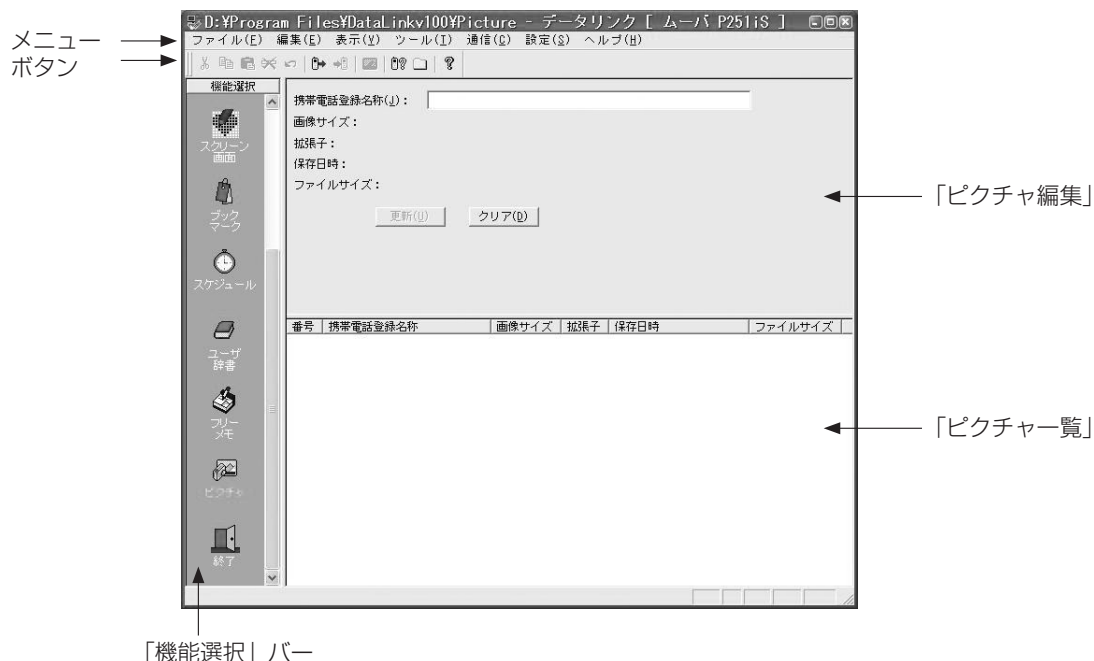 D:¥Program Files¥DataLinkv100¥Picture - データリンク [ ムーバ P251iS ]
メニュー
ファイル(F) 編集(E) 表示(V) ツール(T) 通信(C) 設定(S) ヘルプ(H)
ボタン
機能選択
スクリーン
画面
ブック
マーク
スケジュール
ユーザ
辞書
フリー
メモ
ピクチャ
終了
携帯電話登録名称(J):
画像サイズ:
拡張子:
保存日時:
ファイルサイズ:
更新(U) クリア(D)
「ピクチャ編集」
番号 携帯電話登録名称 画像サイズ 拡張子 保存日時 ファイルサイズ
「ピクチャ一覧」
「機能選択」バー